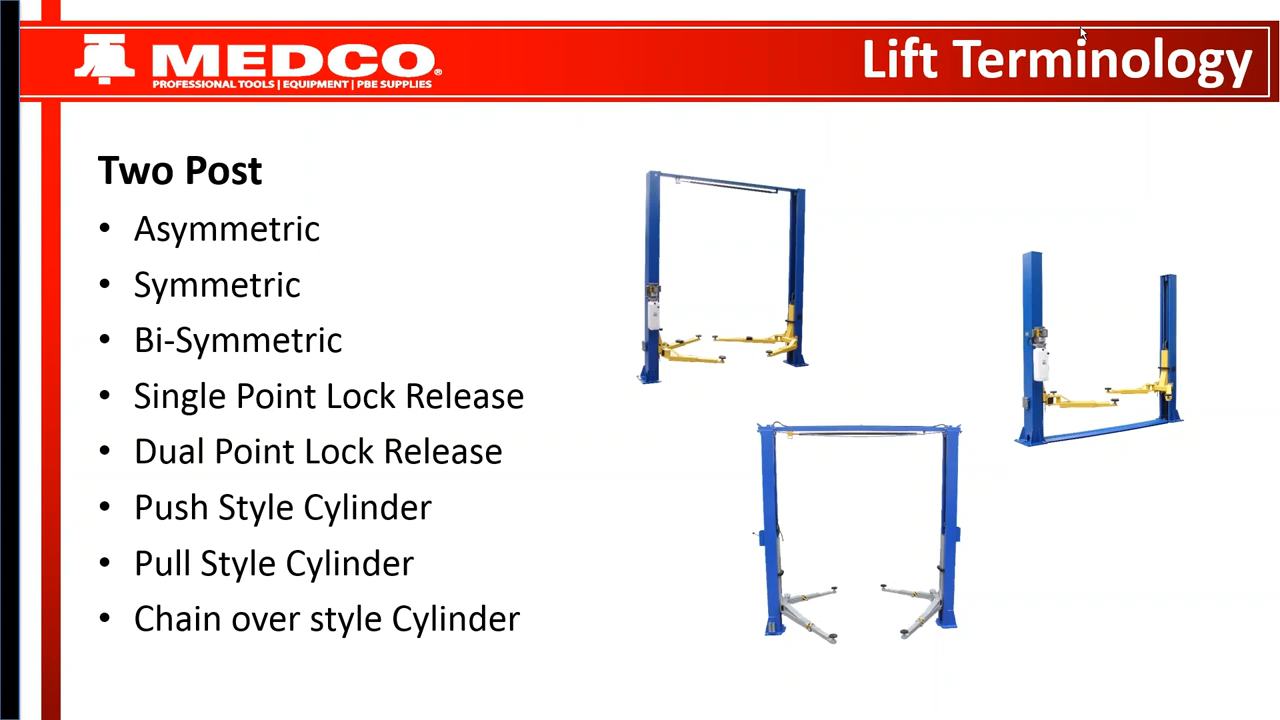 MEDCO®
PROFESSIONAL TOOLS | EQUIPMENT | PBE SUPPLIES
Lift Terminology
Two Post
• Asymmetric
• Symmetric
• Bi-Symmetric
• Single Point Lock Release
• Dual Point Lock Release
• Push Style Cylinder
• Pull Style Cylinder
• Chain over style Cylinder